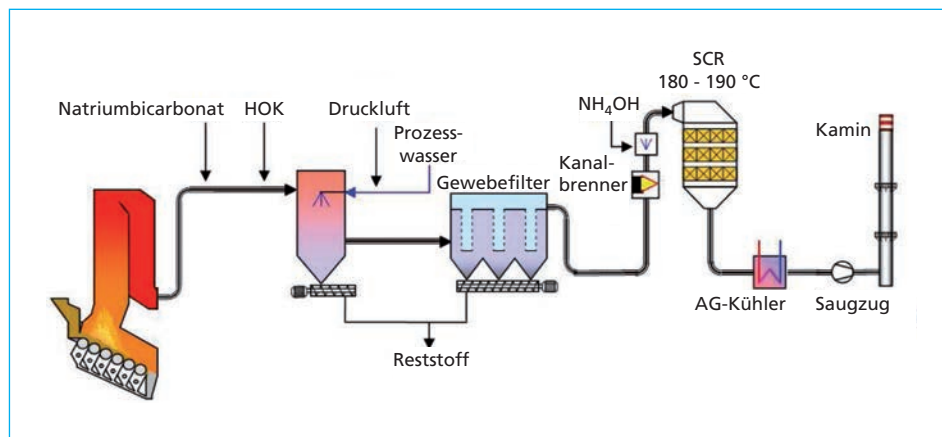 SCR
180 - 190 °C
Natriumbicarbonat
HOK
Druckluft
NH₄OH
Kamin
Prozess-
wasser
Kanal-
brenner
Gewebefilter
AG-Kühler
Saugzug
Reststoff